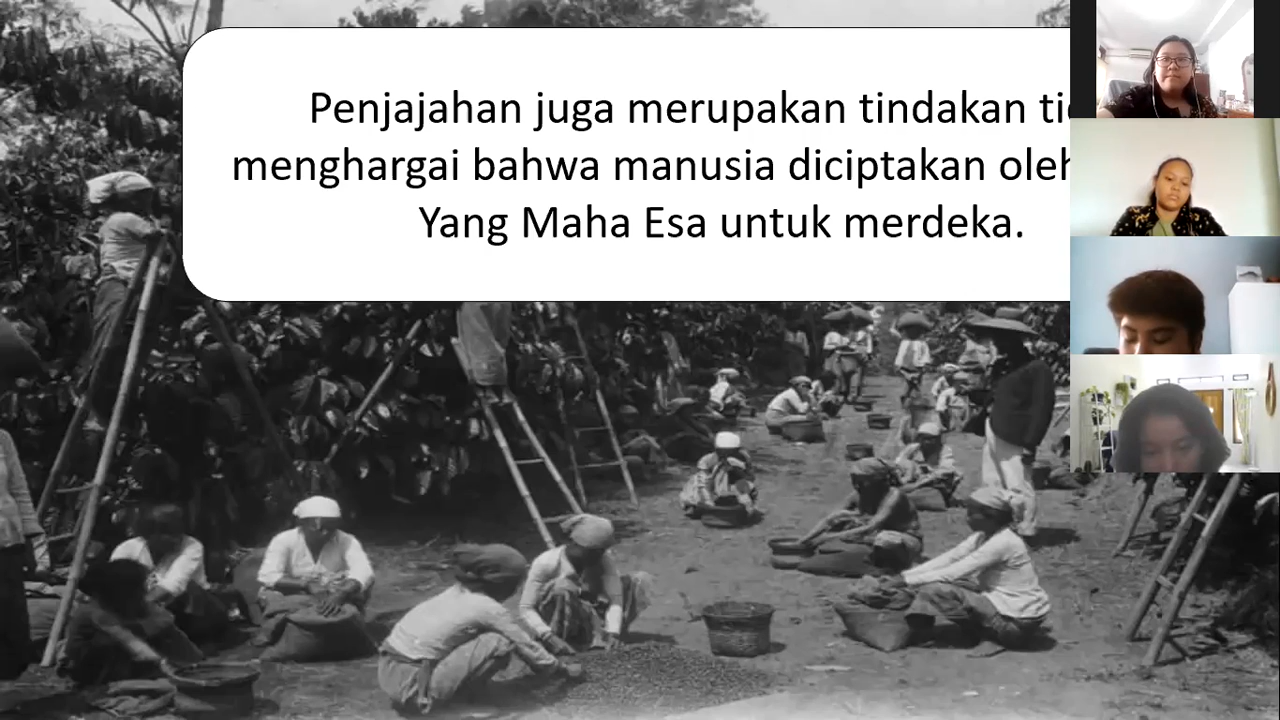 Penjajahan juga merupakan tindakan
menghargai bahwa manusia diciptakan oleh
Yang Maha Esa untuk merdeka.